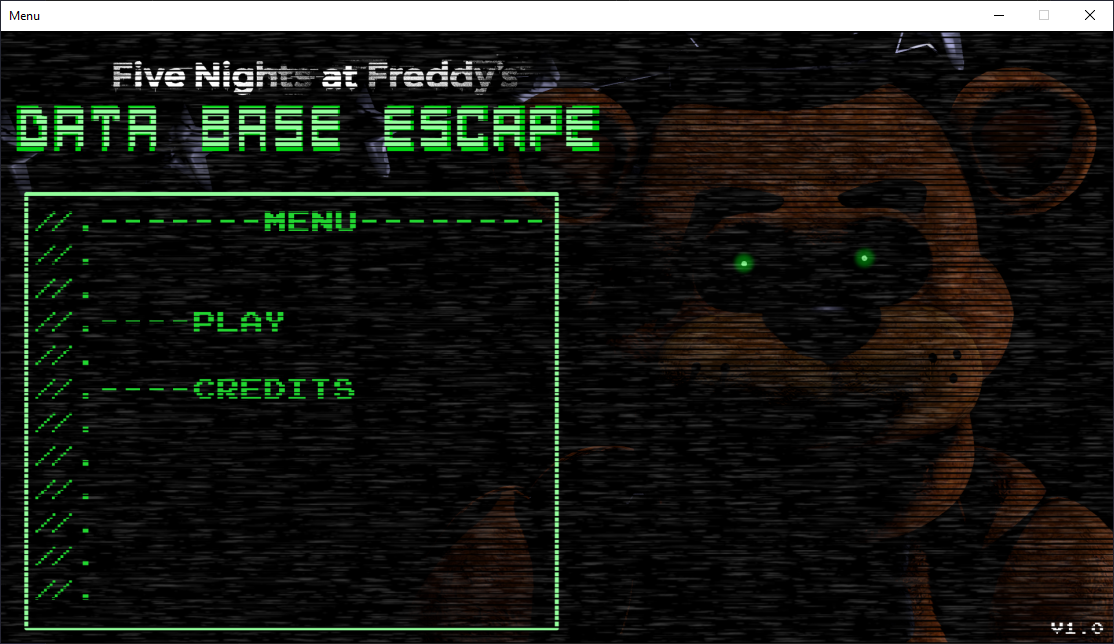 Menu
Five Nights at Freddy's
DATA BASE ESCAPE
//.-------MENU--------
//.
//.
//.----PLAY
//.
//.----CREDITS
//.
//.
//.
//.
//.
//.
V1.0